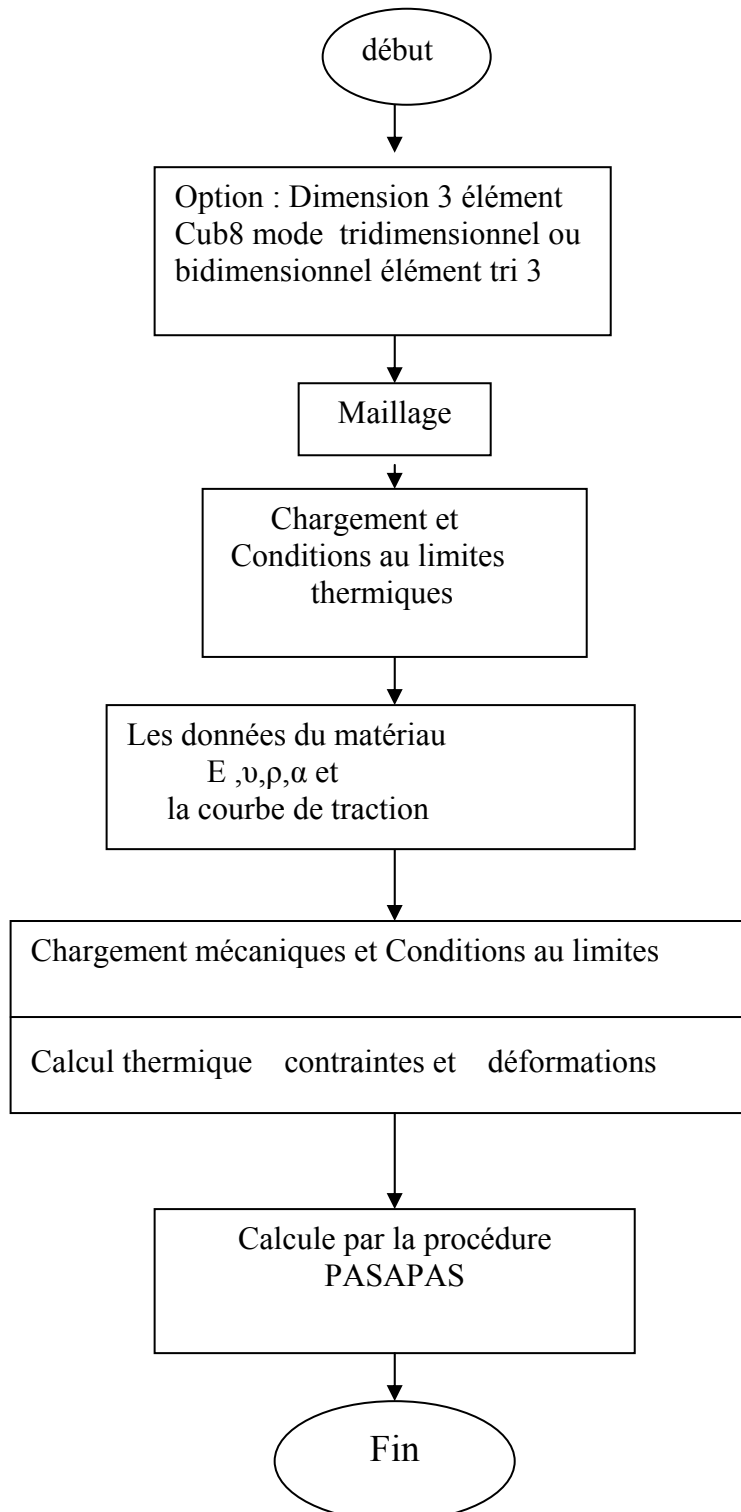 début
Option : Dimension 3 élément
Cub8 mode tridimensionnel ou
bidimensionnel élément tri 3
Maillage
Chargement et
Conditions au limites
thermiques
Les données du matériau
E ,υ,ρ,α et
la courbe de traction
Chargement mécaniques et Conditions au limites
Calcul thermique contraintes et déformations
Calcule par la procédure
PASAPAS
Fin